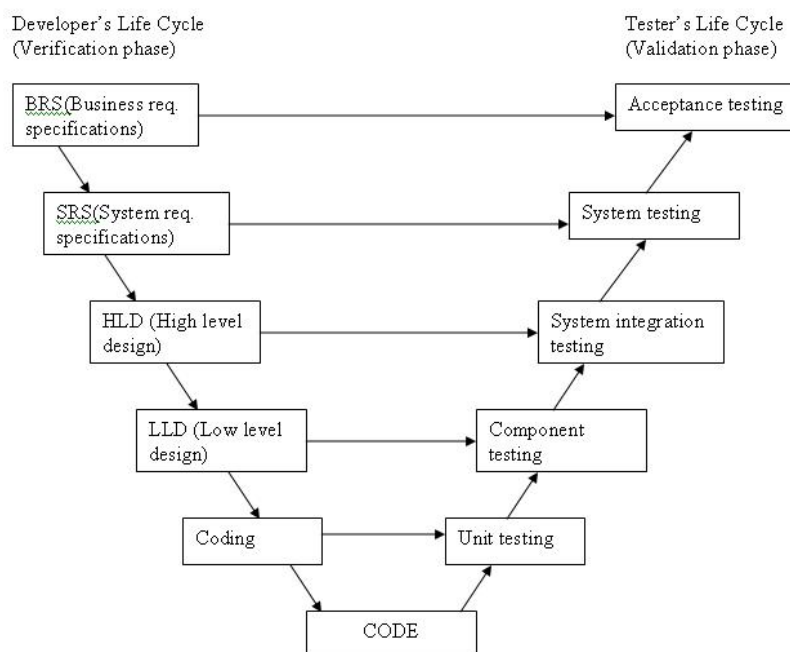 Developer's Life Cycle
(Verification phase)
Tester's Life Cycle
(Validation phase)
BRS(Business req.
specifications)
Acceptance testing
SRS(System req.
specifications)
System testing
HLD (High level
design)
System integration
testing
LLD (Low level
design)
Component
testing
Coding
Unit testing
CODE